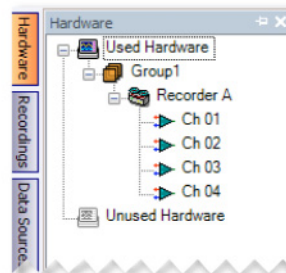 Hardware
Used Hardware
Group1
Recorder A
Ch 01
Ch 02
Ch 03
Ch 04
Unused Hardware
Hardware
Recordings
Data Source